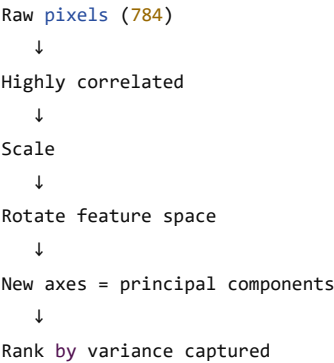 Raw pixels (784)
↓
Highly correlated
↓
Scale
↓
Rotate feature space
↓
New axes = principal components
↓
Rank by variance captured